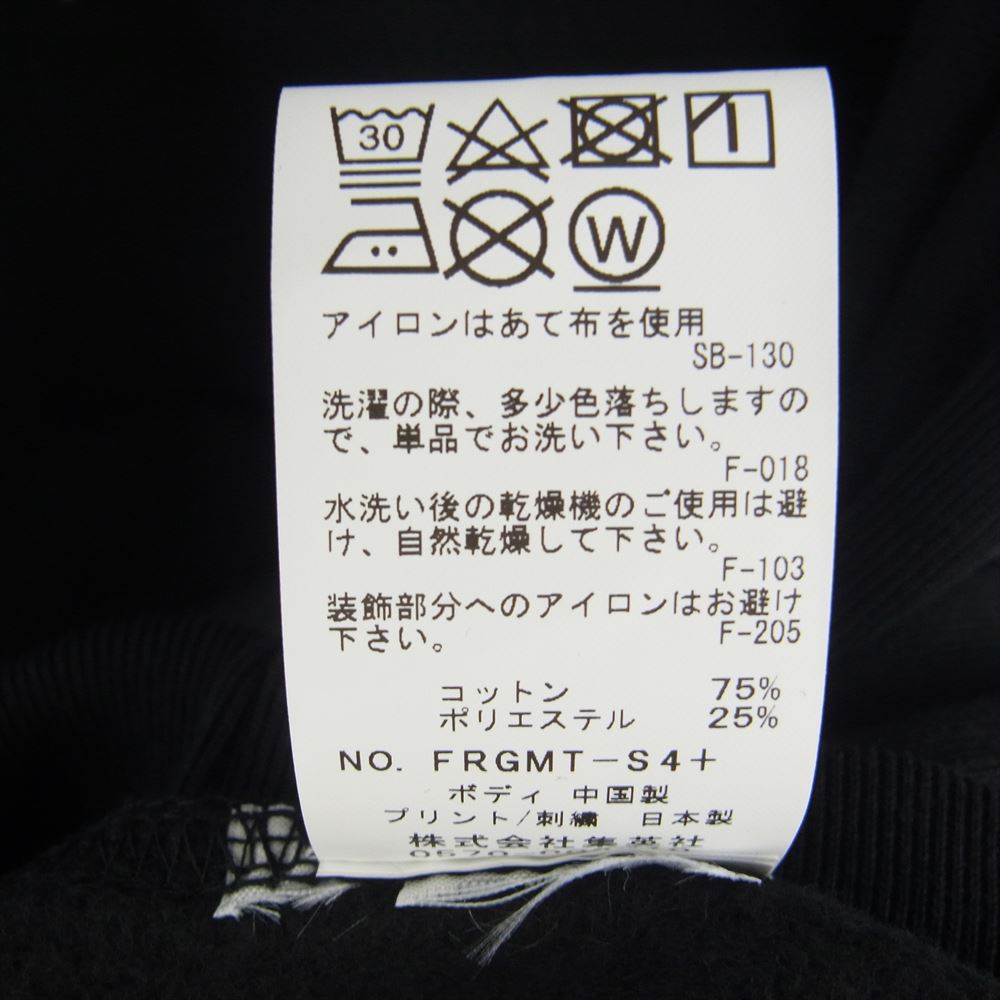 30
W
アイロンはあて布を使用
SB-130
洗濯の際、多少色落ちしますの
で、単品でお洗い下さい。
F-018
水洗い後の乾燥機のご使用は避
け、自然乾燥して下さい。
F-103
装飾部分へのアイロンはお避け
下さい。 F-205
コットン 75%
ポリエステル 25%
NO. FRGMT-S4+
ボディ 中国製
プリント/刺繍 日本製
株式会社集英社
0570